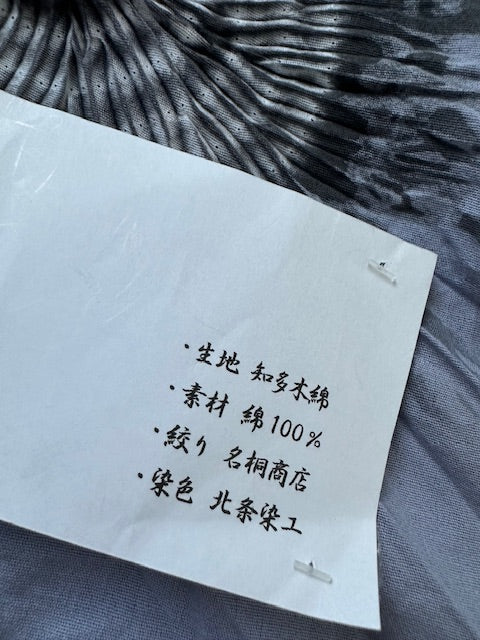 ・生地 知多木綿
・素材 綿100%
・絞り 名桐商店
・染色 北条染工